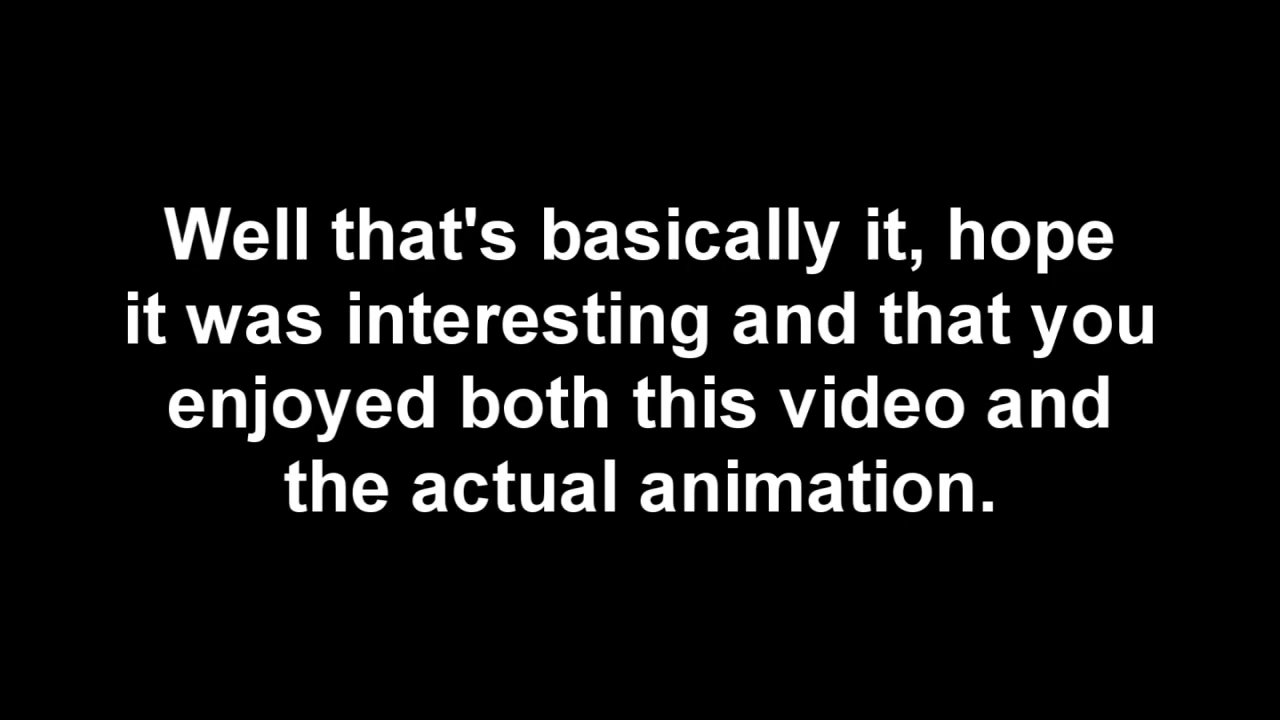 Well that's basically it, hope
it was interesting and that you
enjoyed both this video and
the actual animation.